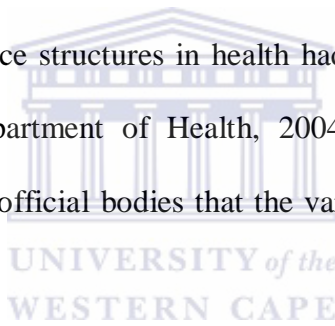 ce structures in health had
partment of Health, 2004
official bodies that the va
UNIVERSITY of the
WESTERN CAPE